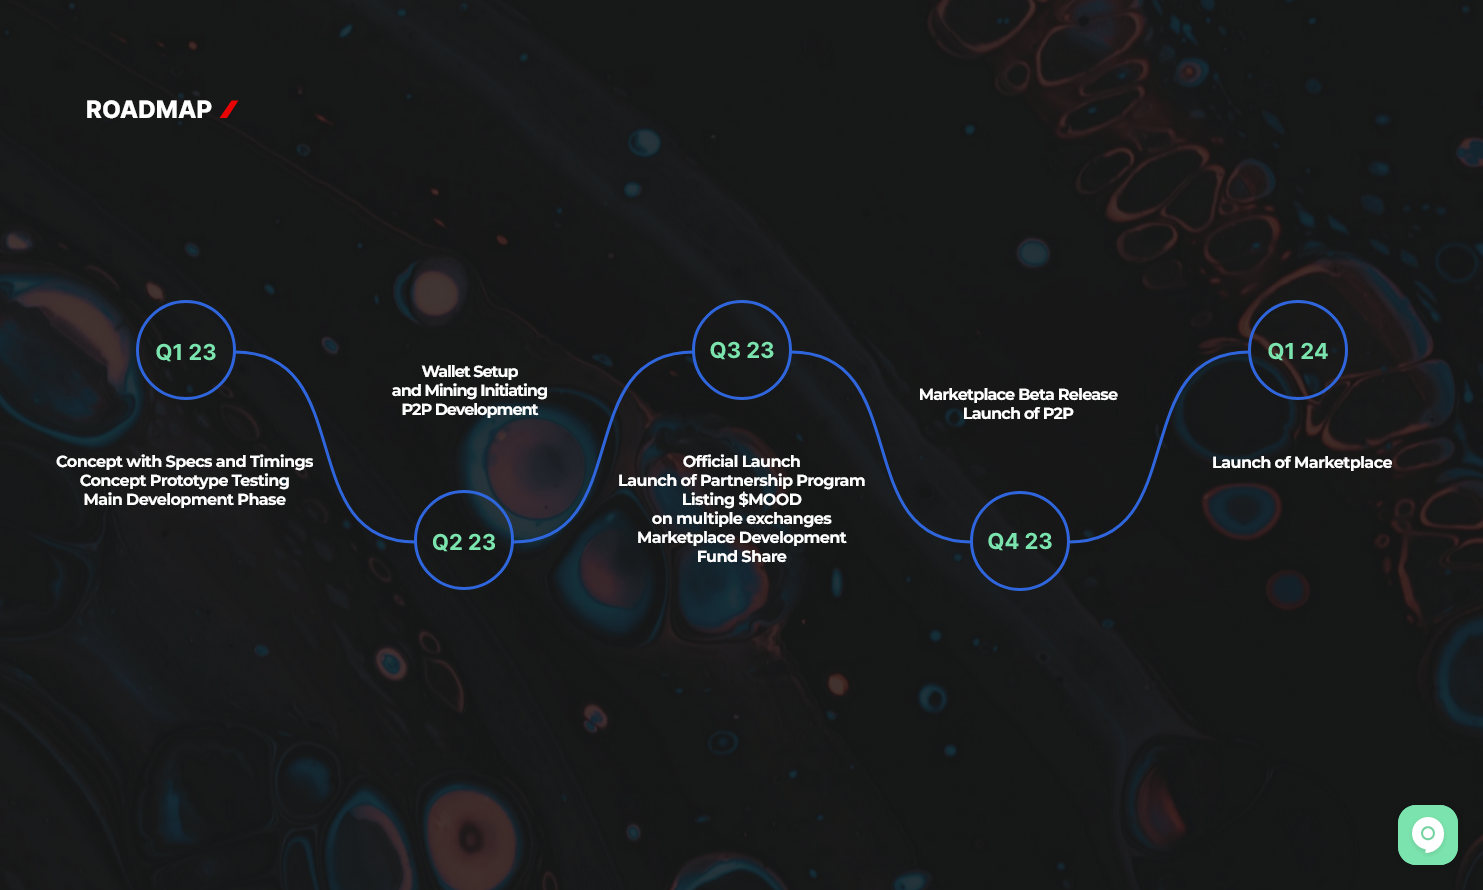 ROADMAP
Q1 23
Concept with Specs and Timings
Concept Prototype Testing
Main Development Phase
Wallet Setup
and Mining Initiating
P2P Development
Q2 23
Q3 23
Official Launch
Launch of Partnership Program
Listing $MOOD
on multiple exchanges
Marketplace Development
Fund Share
Marketplace Beta Release
Launch of P2P
Q4 23
Q1 24
Launch of Marketplace